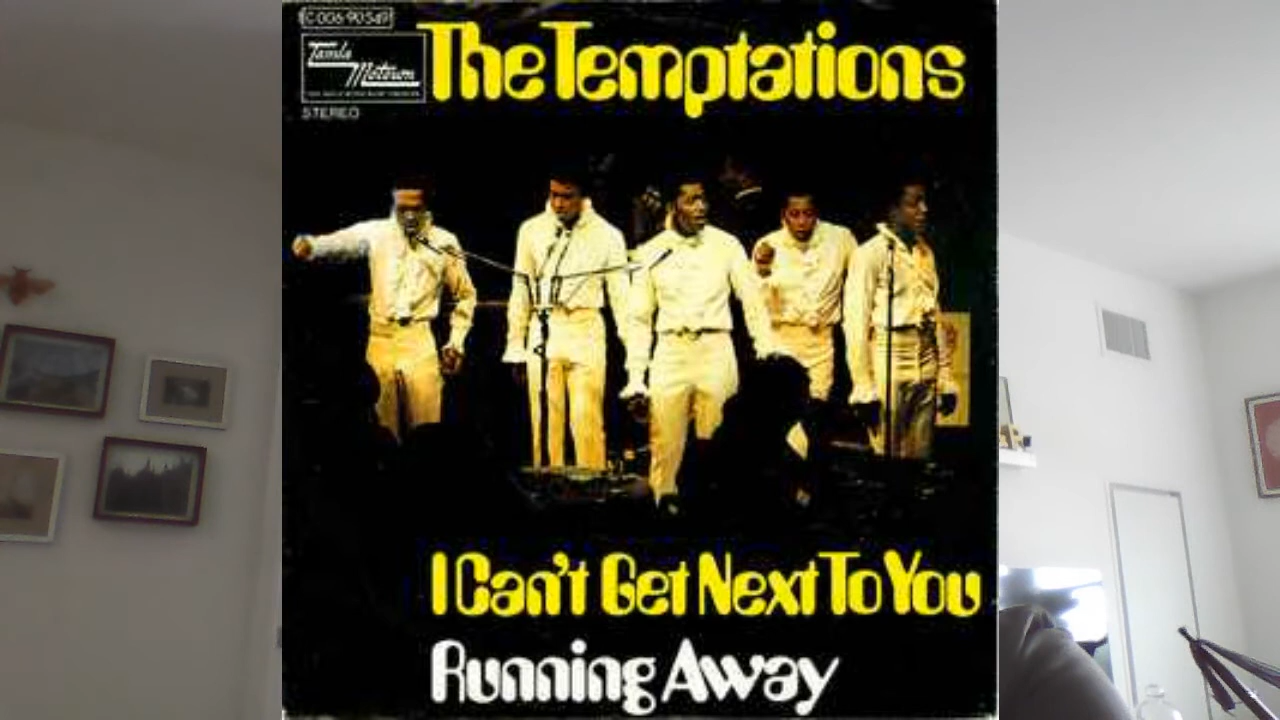 C 006-90 549
The Temptations
Tamla
Motown
STEREO
I Can't Get Next To You
Running Away